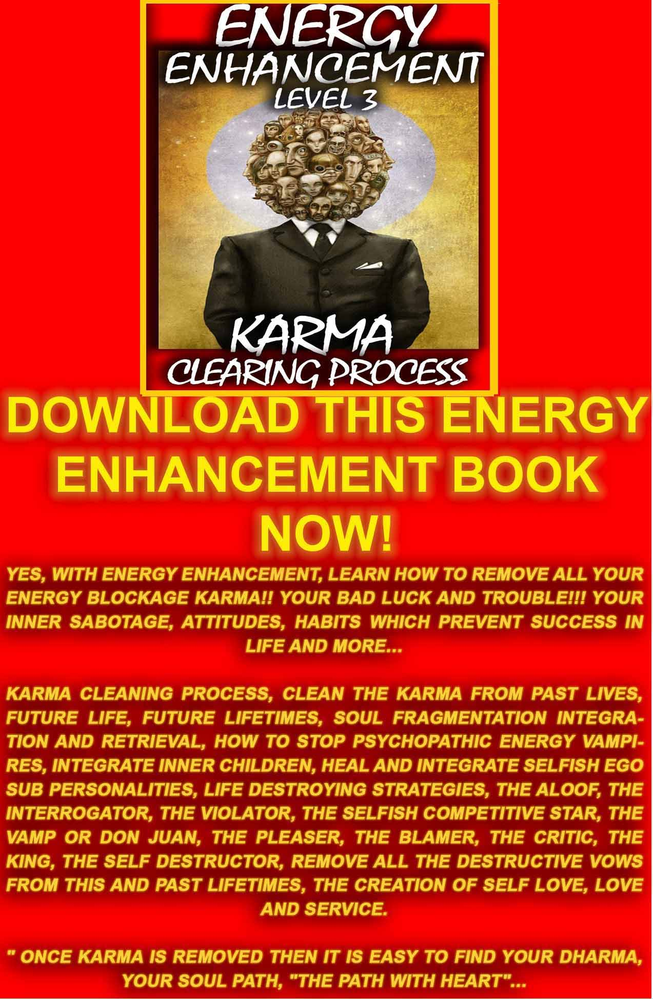 ENERGY
ENHANCEMENT
LEVEL 3
KARMA
CLEARING PROCESS
DOWNLOAD THIS ENERGY
ENHANCEMENT BOOK
NOW!
YES, WITH ENERGY ENHANCEMENT, LEARN HOW TO REMOVE ALL YOUR
ENERGY BLOCKAGE KARMA!! YOUR BAD LUCK AND TROUBLE!!! YOUR
INNER SABOTAGE, ATTITUDES, HABITS WHICH PREVENT SUCCESS IN
LIFE AND MORE...
KARMA CLEANING PROCESS, CLEAN THE KARMA FROM PAST LIVES,
FUTURE LIFE, FUTURE LIFETIMES, SOUL FRAGMENTATION INTEGRA-
TION AND RETRIEVAL, HOW TO STOP PSYCHOPATHIC ENERGY VAMPI-
RES, INTEGRATE INNER CHILDREN, HEAL AND INTEGRATE SELFISH EGO
SUB PERSONALITIES, LIFE DESTROYING STRATEGIES, THE ALOOF, THE
INTERROGATOR, THE VIOLATOR, THE SELFISH COMPETITIVE STAR, THE
VAMP OR DON JUAN, THE PLEASER, THE BLAMER, THE CRITIC, THE
KING, THE SELF DESTRUCTOR, REMOVE ALL THE DESTRUCTIVE VOWS
FROM THIS AND PAST LIFETIMES, THE CREATION OF SELF LOVE, LOVE
AND SERVICE.
" ONCE KARMA IS REMOVED THEN IT IS EASY TO FIND YOUR DHARMA,
YOUR SOUL PATH, "THE PATH WITH HEART"...